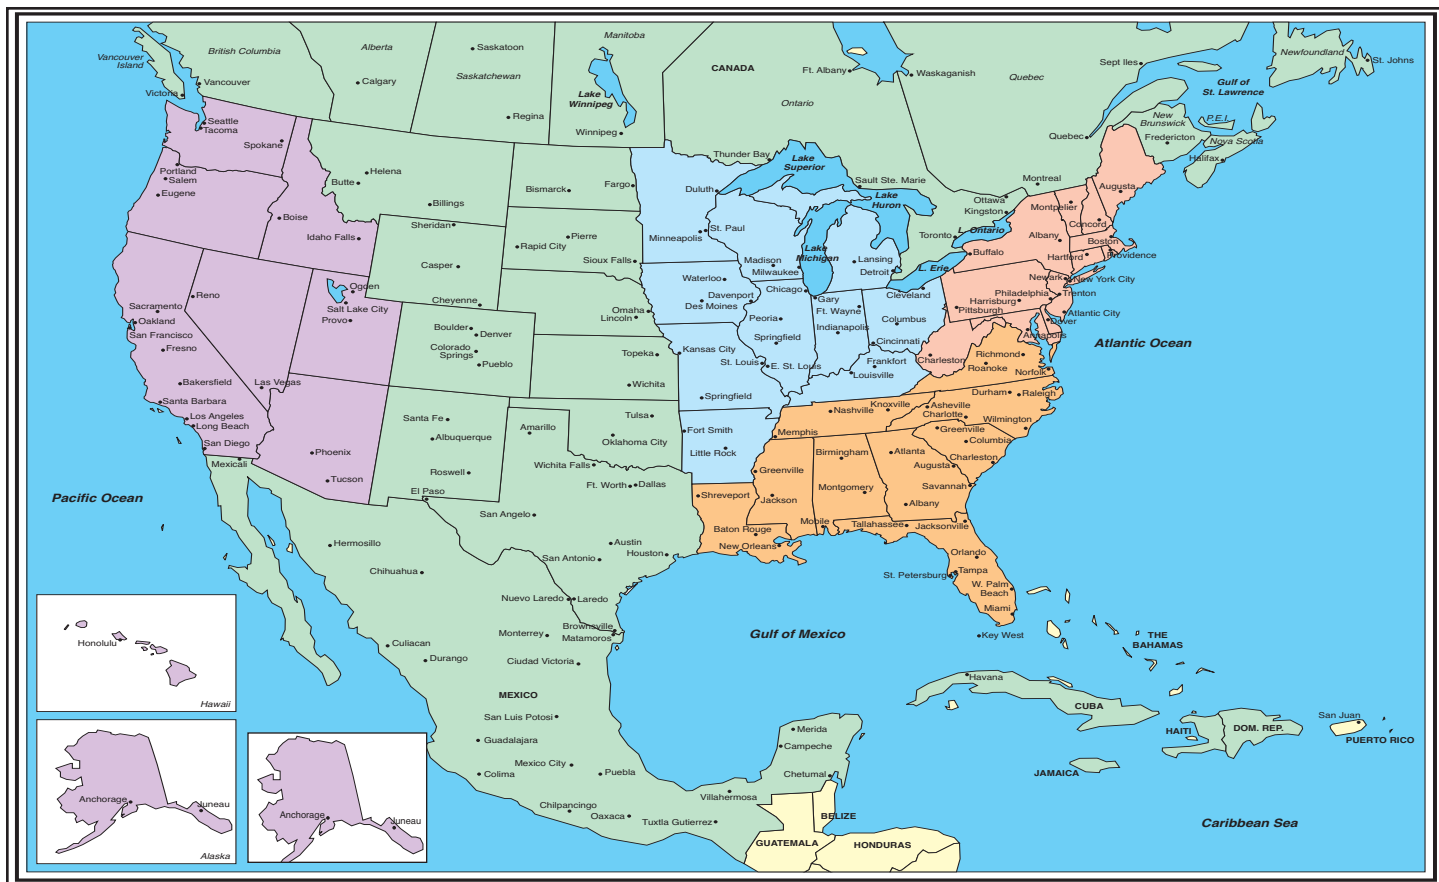 Vancouver
Island
British Columbia
Alberta
Saskatoon
Saskatchewan
Manitoba
Calgary
Vancouver
Victoria
Regina
Lake
Winnipeg
Winnipeg
CANADA
Ontario
Ft. Albany
Waskaganish
Quebec
Sept Iles
Newfoundland
St. Johns
Gulf of
St. Lawrence
New
Brunswick
P.E.I.
Fredericton
Nova Scotia
Halifax
Quebec
Montreal
Ottawa
Kingston
Toronto
L. Ontario
Thunder Bay
Lake
Superior
Sault Ste. Marie
Lake
Huron
Lake
Michigan
L. Erie
Seattle
Tacoma
Spokane
Portland
Salem
Eugene
Boise
Idaho Falls
Helena
Butte
Billings
Sheridan
Casper
Cheyenne
Bismarck
Fargo
Pierre
Rapid City
Sioux Falls
Duluth
Minneapolis
St. Paul
Madison
Milwaukee
Lansing
Detroit
Waterloo
Davenport
Des Moines
Chicago
Gary
Ft. Wayne
Cleveland
Peoria
Indianapolis
Columbus
Springfield
Cincinnati
Omaha
Lincoln
Topeka
Kansas City
St. Louis
E. St. Louis
Frankfort
Louisville
Wichita
Springfield
Augusta
Montpelier
Concord
Albany
Boston
Buffalo
Hartford
Providence
Newark
New York City
Philadelphia
Trenton
Harrisburg
Pittsburgh
Atlantic City
Dover
Annapolis
Charleston
Richmond
Roanoke
Norfolk
Atlantic Ocean
Reno
Sacramento
Oakland
San Francisco
Fresno
Bakersfield
Las Vegas
Santa Barbara
Los Angeles
Long Beach
San Diego
Mexicali
Ogden
Salt Lake City
Provo
Boulder
Denver
Colorado
Springs
Pueblo
Phoenix
Tucson
Santa Fe
Albuquerque
Roswell
El Paso
Amarillo
Tulsa
Oklahoma City
Wichita Falls
Ft. Worth
Dallas
San Angelo
Austin
Houston
San Antonio
Laredo
Brownsville
Fort Smith
Little Rock
Shreveport
Baton Rouge
New Orleans
Memphis
Nashville
Knoxville
Asheville
Charlotte
Durham
Raleigh
Wilmington
Greenville
Columbia
Charleston
Greenville
Jackson
Birmingham
Montgomery
Mobile
Atlanta
Augusta
Savannah
Albany
Tallahassee
Jacksonville
Orlando
St. Petersburg
Tampa
W. Palm
Beach
Miami
Key West
Pacific Ocean
Hermosillo
Chihuahua
Nuevo Laredo
Monterrey
Matamoros
Culiacan
Durango
Ciudad Victoria
MEXICO
San Luis Potosi
Guadalajara
Mexico City
Colima
Puebla
Chilpancingo
Oaxaca
Tuxtla Gutierrez
Villahermosa
Merida
Campeche
Chetumal
Gulf of Mexico
THE
BAHAMAS
Havana
CUBA
HAITI
DOM. REP.
San Juan
PUERTO RICO
JAMAICA
BELIZE
GUATEMALA
HONDURAS
Caribbean Sea
Honolulu
Hawaii
Anchorage
Juneau
Alaska
Anchorage
Juneau